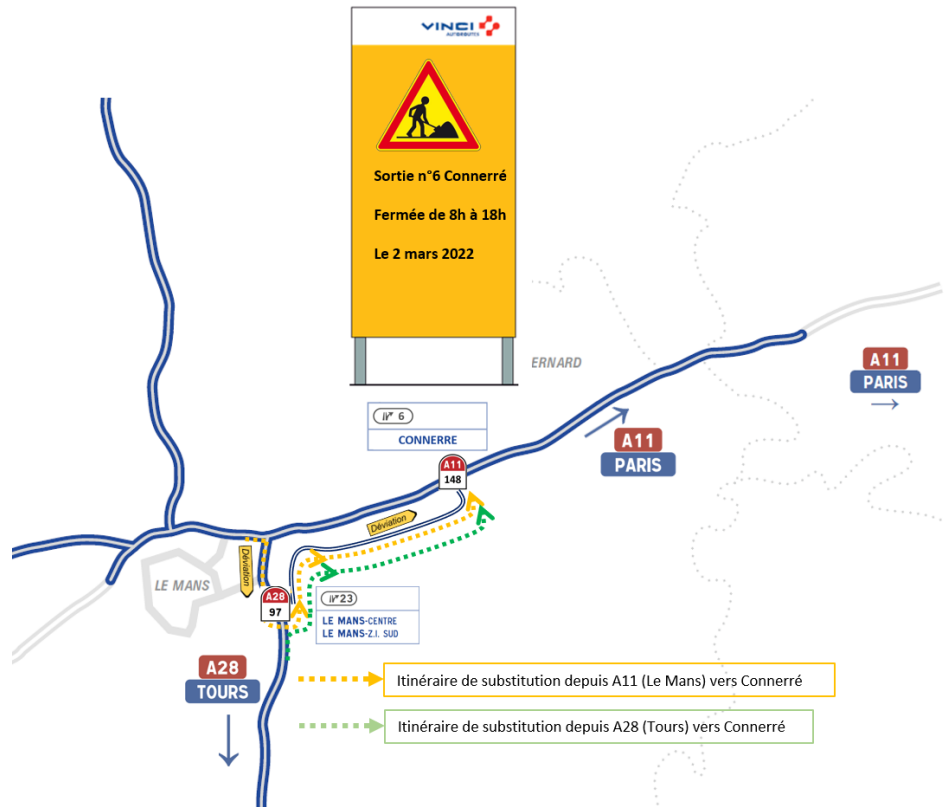 VINCI
AUTOROUTES
Sortie n°6 Connerré
Fermée de 8h à 18h
Le 2 mars 2022
ERNARD
A11
PARIS
A11
PARIS
N° 6
CONNERRE
A11
148
Déviation
Déviation
LE MANS
A28
97
N° 23
LE MANS-CENTRE
LE MANS-Z.I. SUD
A28
TOURS
Itinéraire de substitution depuis A11 (Le Mans) vers Connerré
Itinéraire de substitution depuis A28 (Tours) vers Connerré